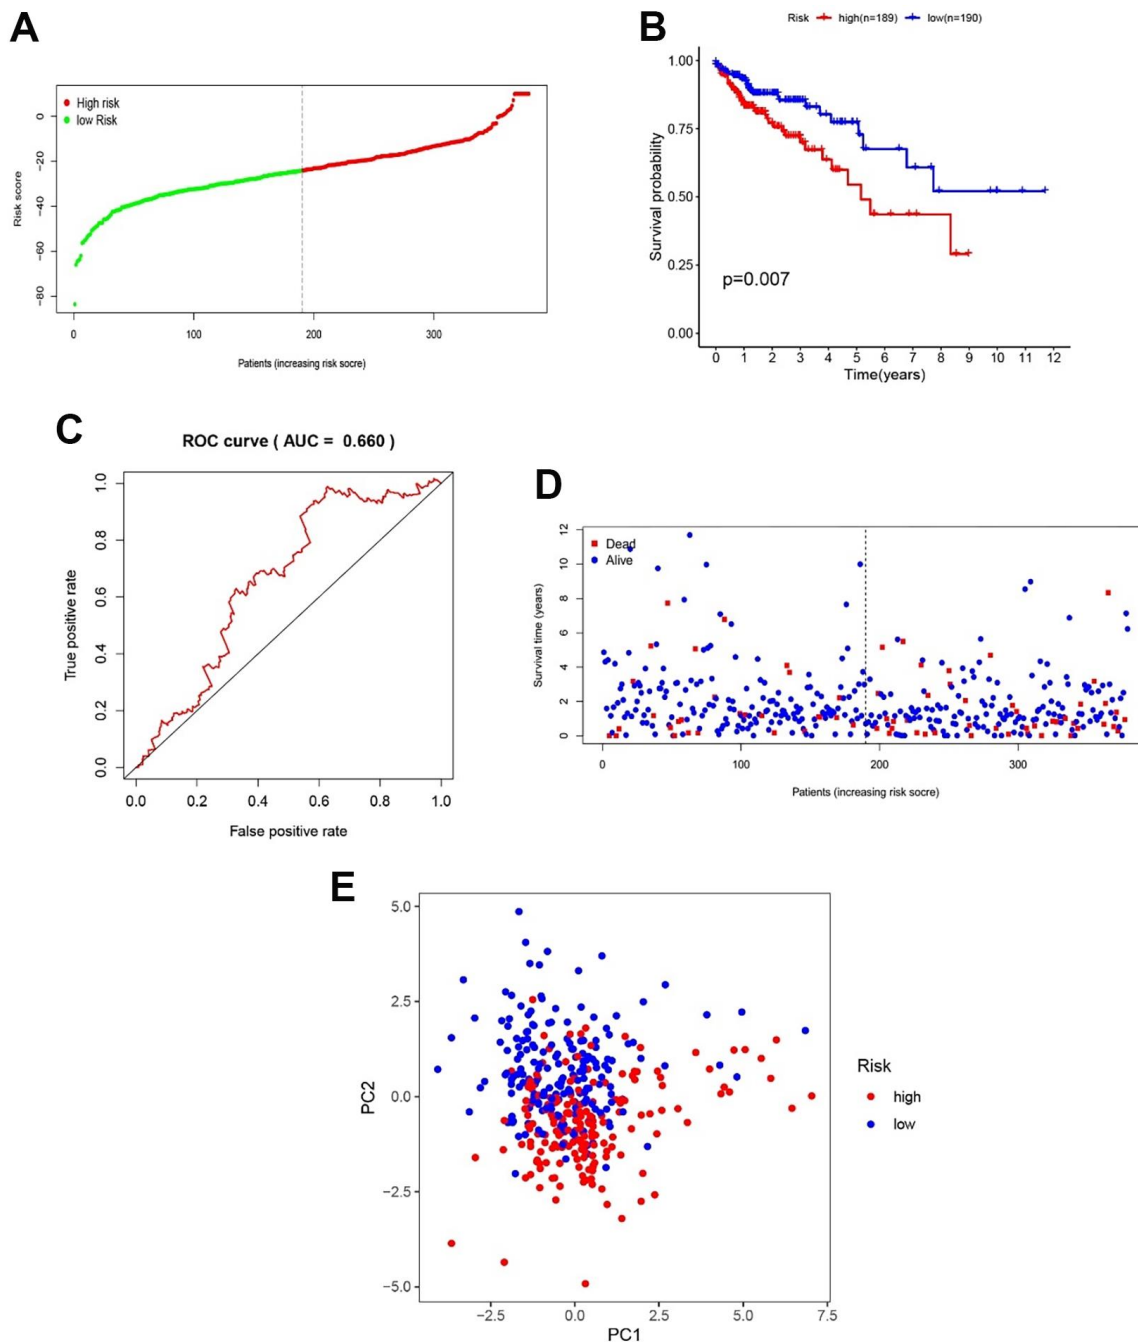 A
High risk
low Risk
0
−20
−40
−60
−80
Risk score
0 100 200 300
Patients (increasing risk socre)
B
Risk high(n=189) low(n=190)
1.00
0.75
0.50
0.25
0.00
Survival probability
p=0.007
0 1 2 3 4 5 6 7 8 9 10 11 12
Time(years)
C
ROC curve ( AUC = 0.660 )
1.0
0.8
0.6
0.4
0.2
0.0
True positive rate
0.0 0.2 0.4 0.6 0.8 1.0
False positive rate
D
Dead
Alive
12
10
8
6
4
2
0
Survival time (years)
0 100 200 300
Patients (increasing risk socre)
E
5.0
2.5
0.0
−2.5
−5.0
PC2
−2.5 0.0 2.5 5.0 7.5
PC1
Risk
high
low